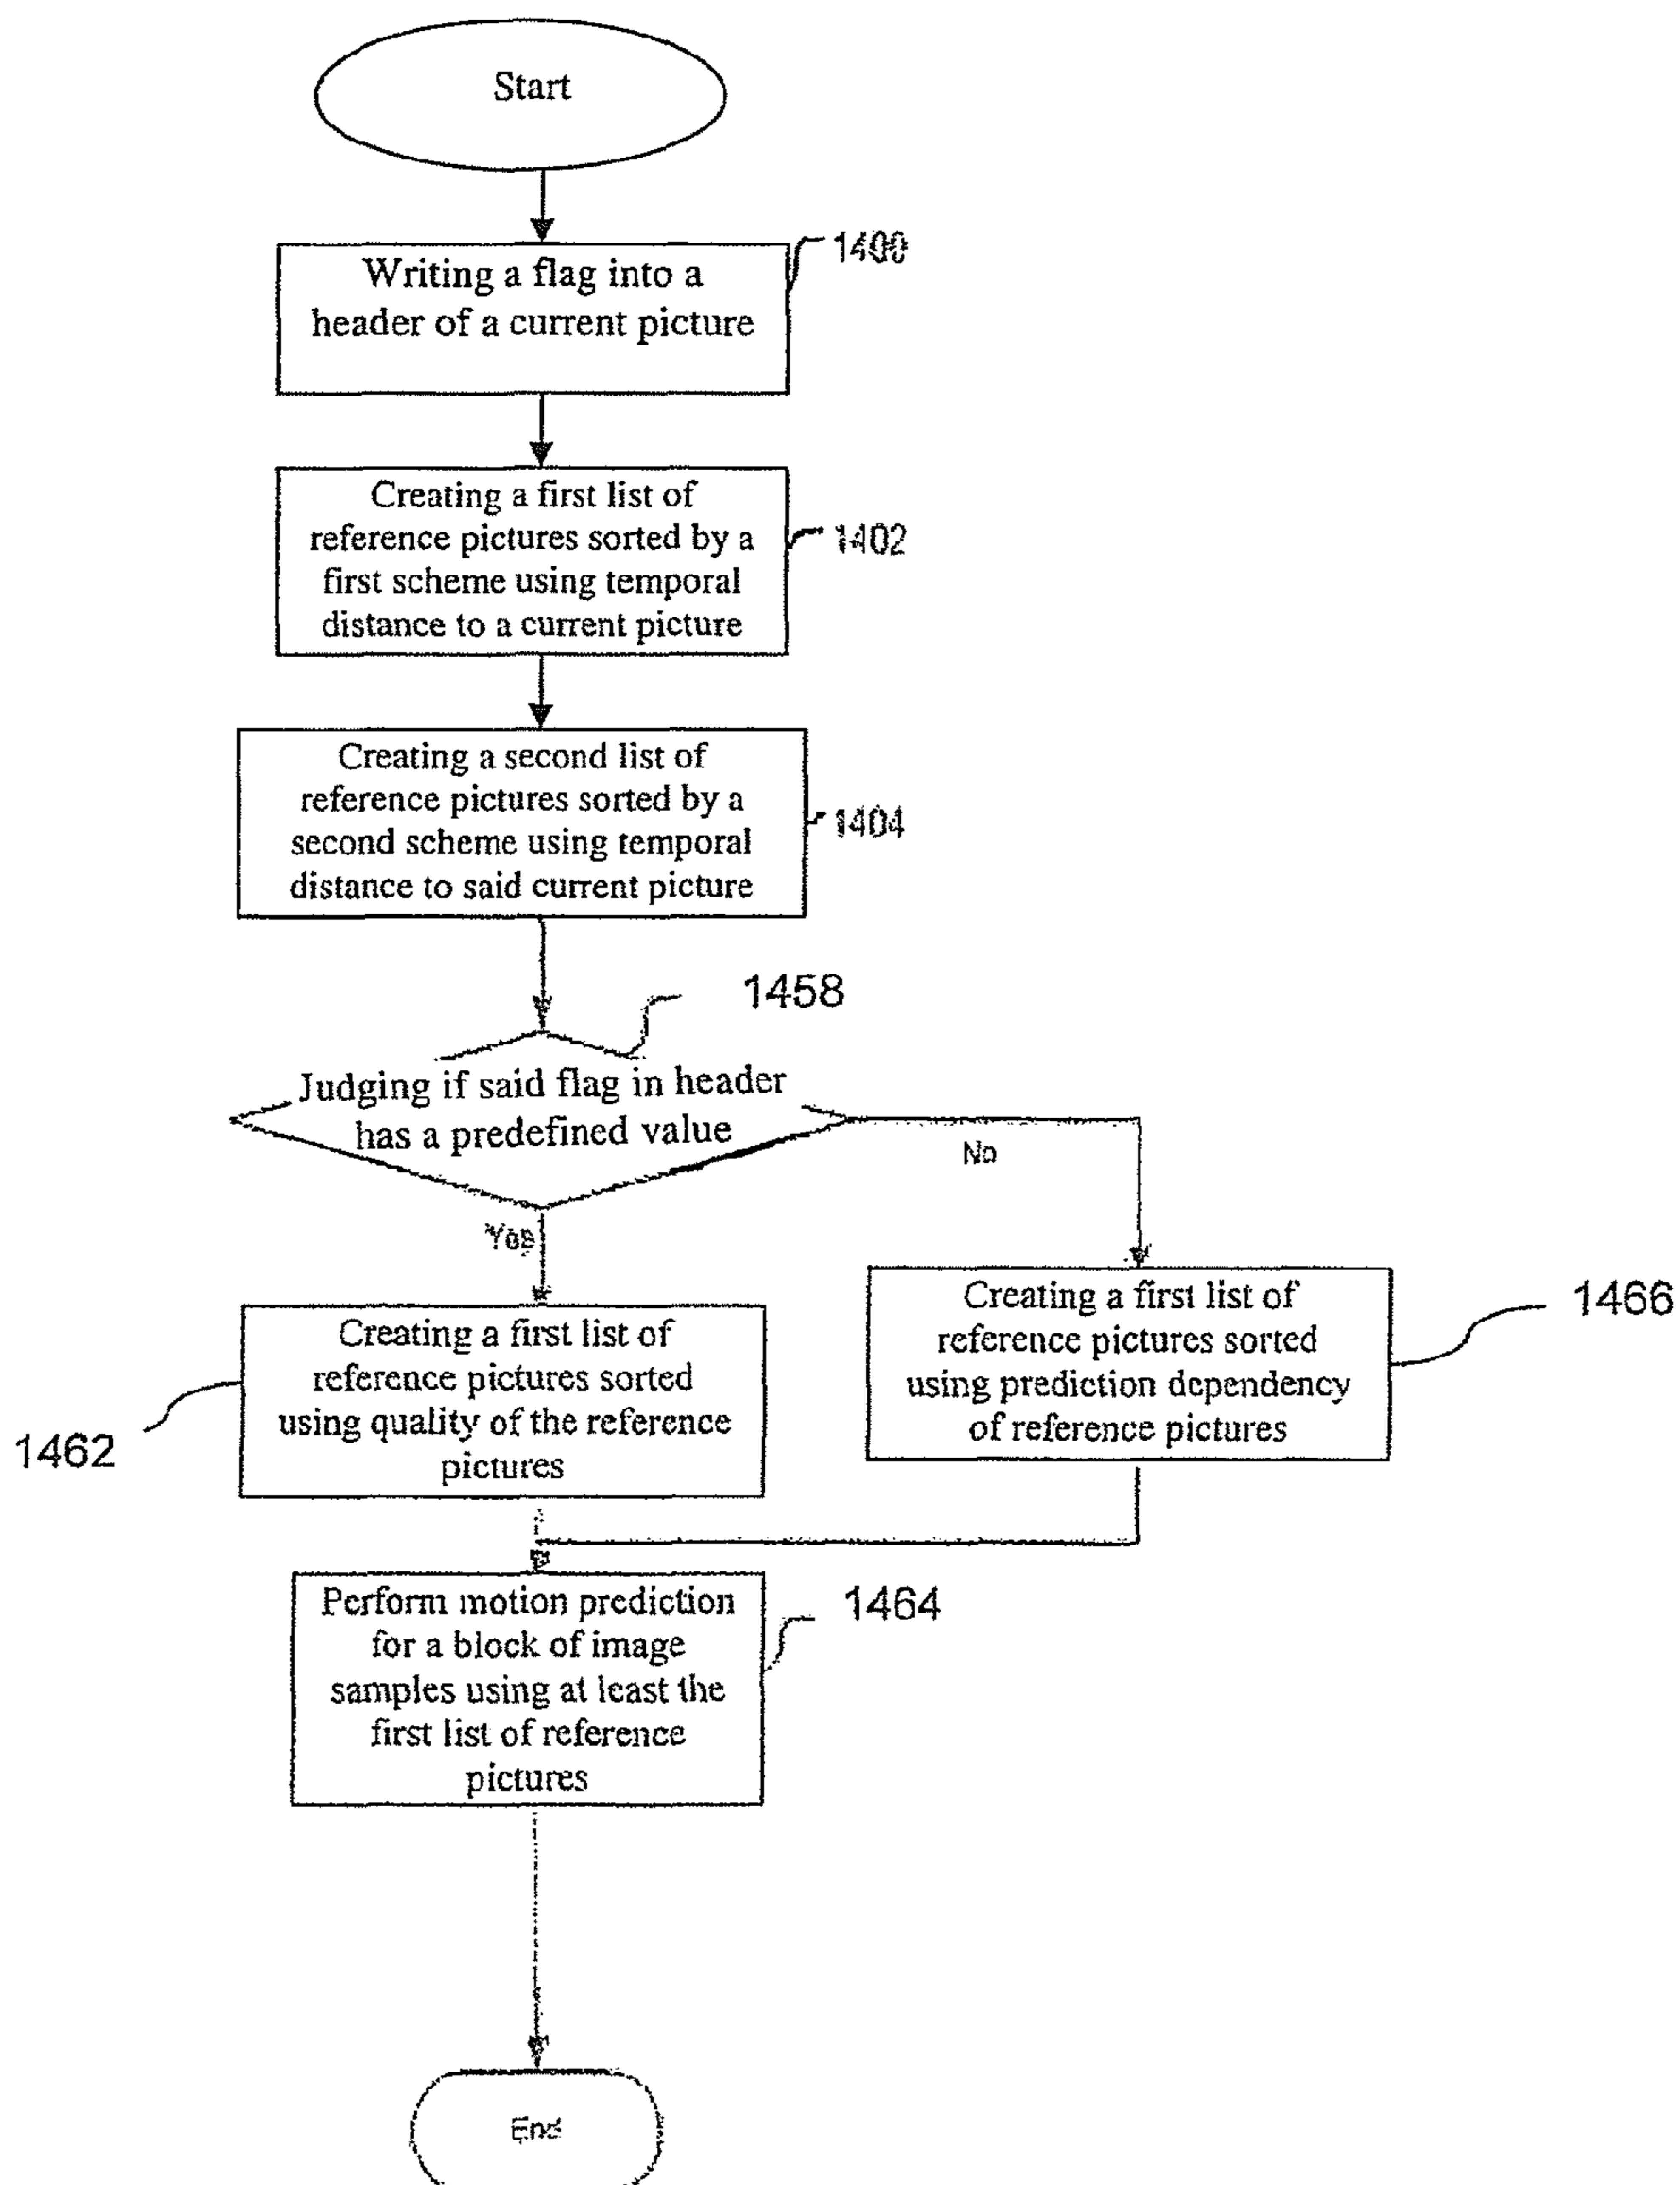 Start
Writing a flag into a
header of a current picture
1400
Creating a first list of
reference pictures sorted by a
first scheme using temporal
distance to a current picture
1402
Creating a second list of
reference pictures sorted by a
second scheme using temporal
distance to said current picture
1404
1458
Judging if said flag in header
has a predefined value
No
Yes
Creating a first list of
reference pictures sorted
using quality of the reference
pictures
1462
Creating a first list of
reference pictures sorted
using prediction dependency
of reference pictures
1466
Perform motion prediction
for a block of image
samples using at least the
first list of reference
pictures
1464
End